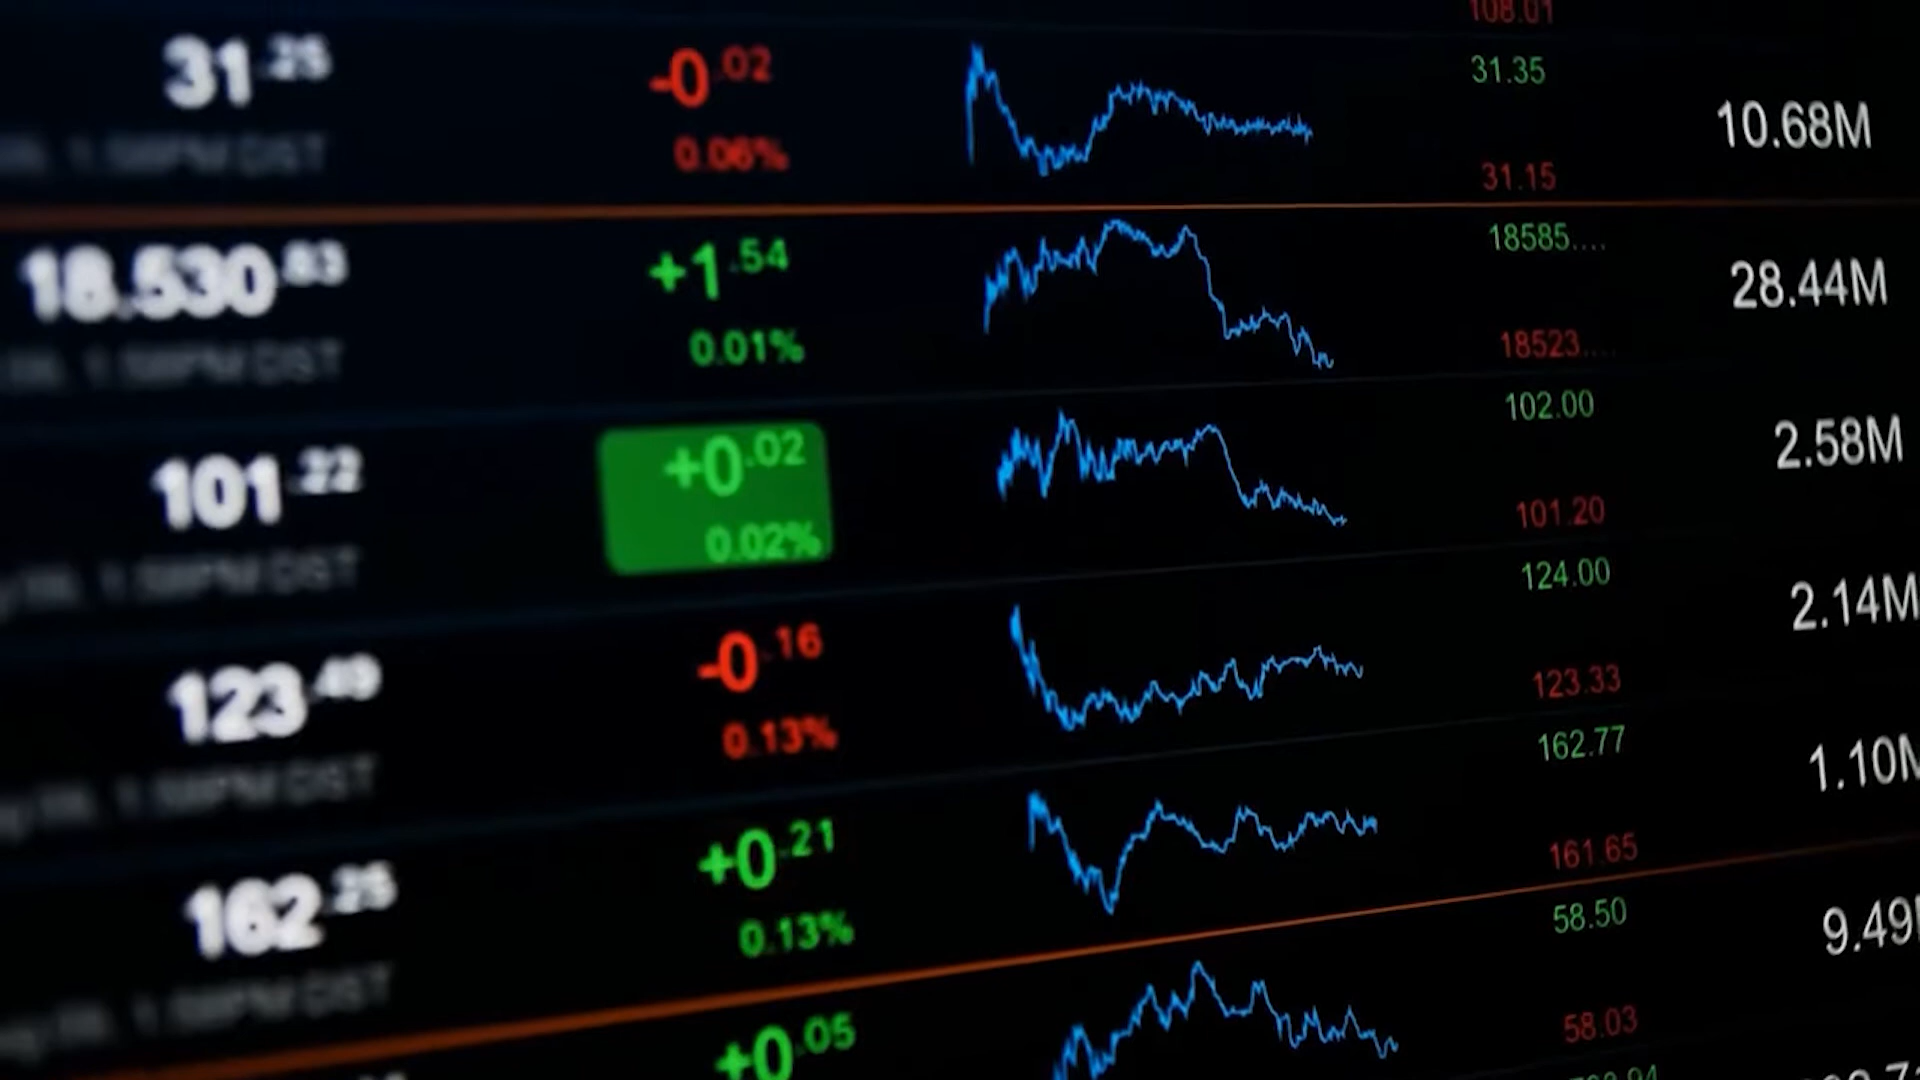 108.01
31.25 -0.02 31.35
0.06% 31.15 10.68M
18.530.63 +1.54 18585....
0.01% 18523.... 28.44M
101.22 +0.02 102.00
0.02% 101.20 2.58M
123.49 -0.16 124.00
0.13% 123.33 2.14M
162.25 +0.21 162.77
0.13% 161.65 1.10M
+0.05 58.50
58.03 9.49